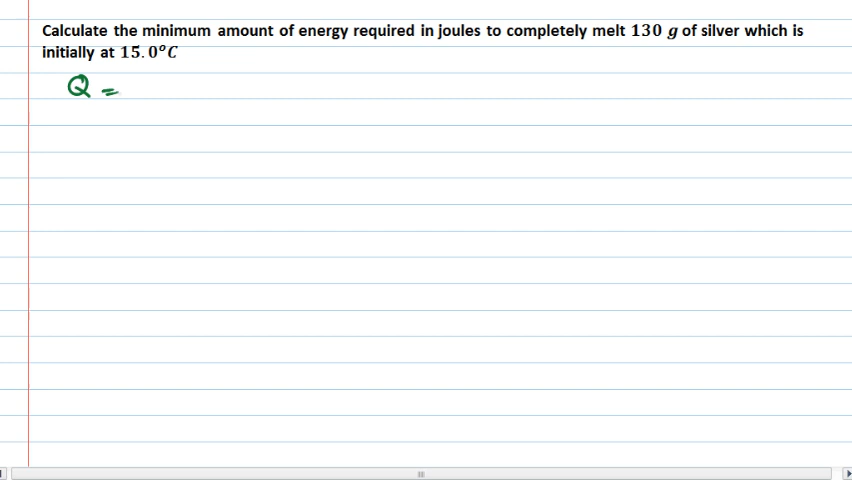 Calculate the minimum amount of energy required in joules to completely melt 130 g of silver which is
initially at 15.0°C
Q =